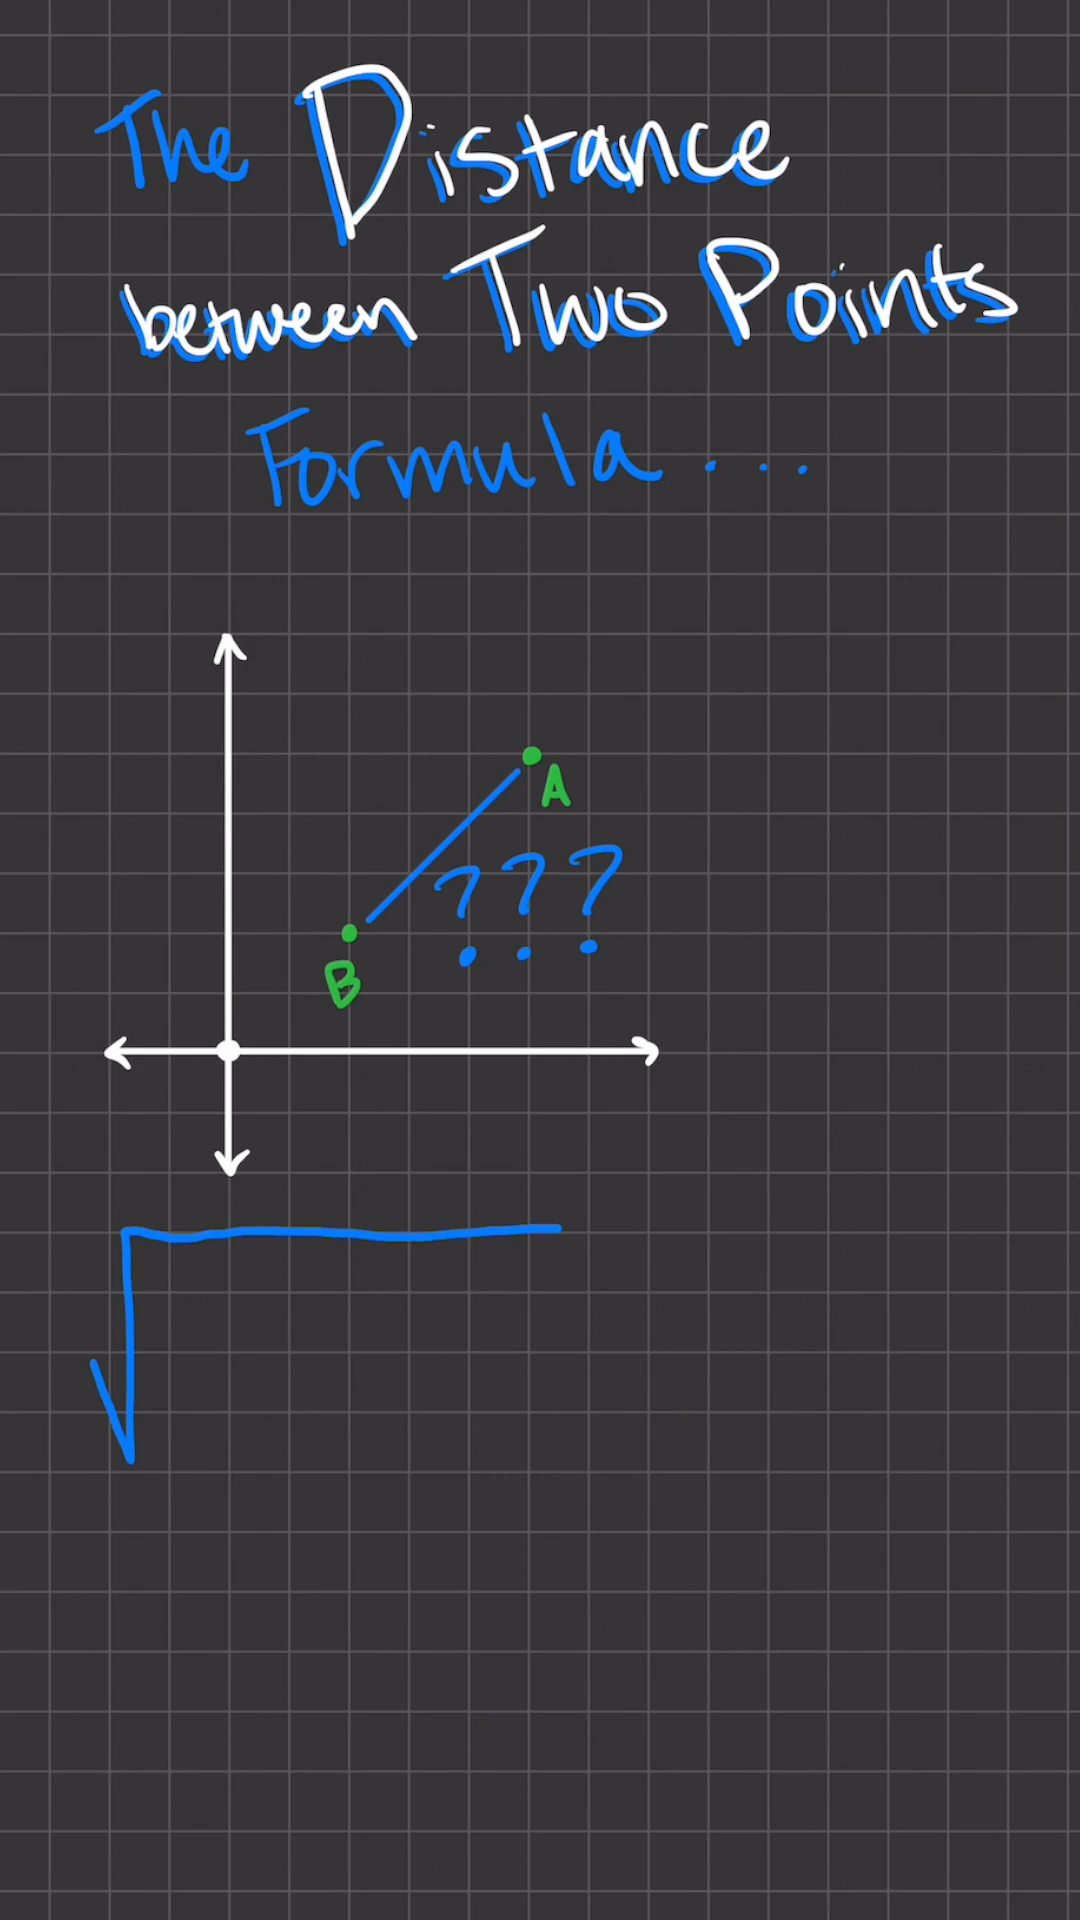 The Distance
between Two Points
Formula...
A
???
B
√